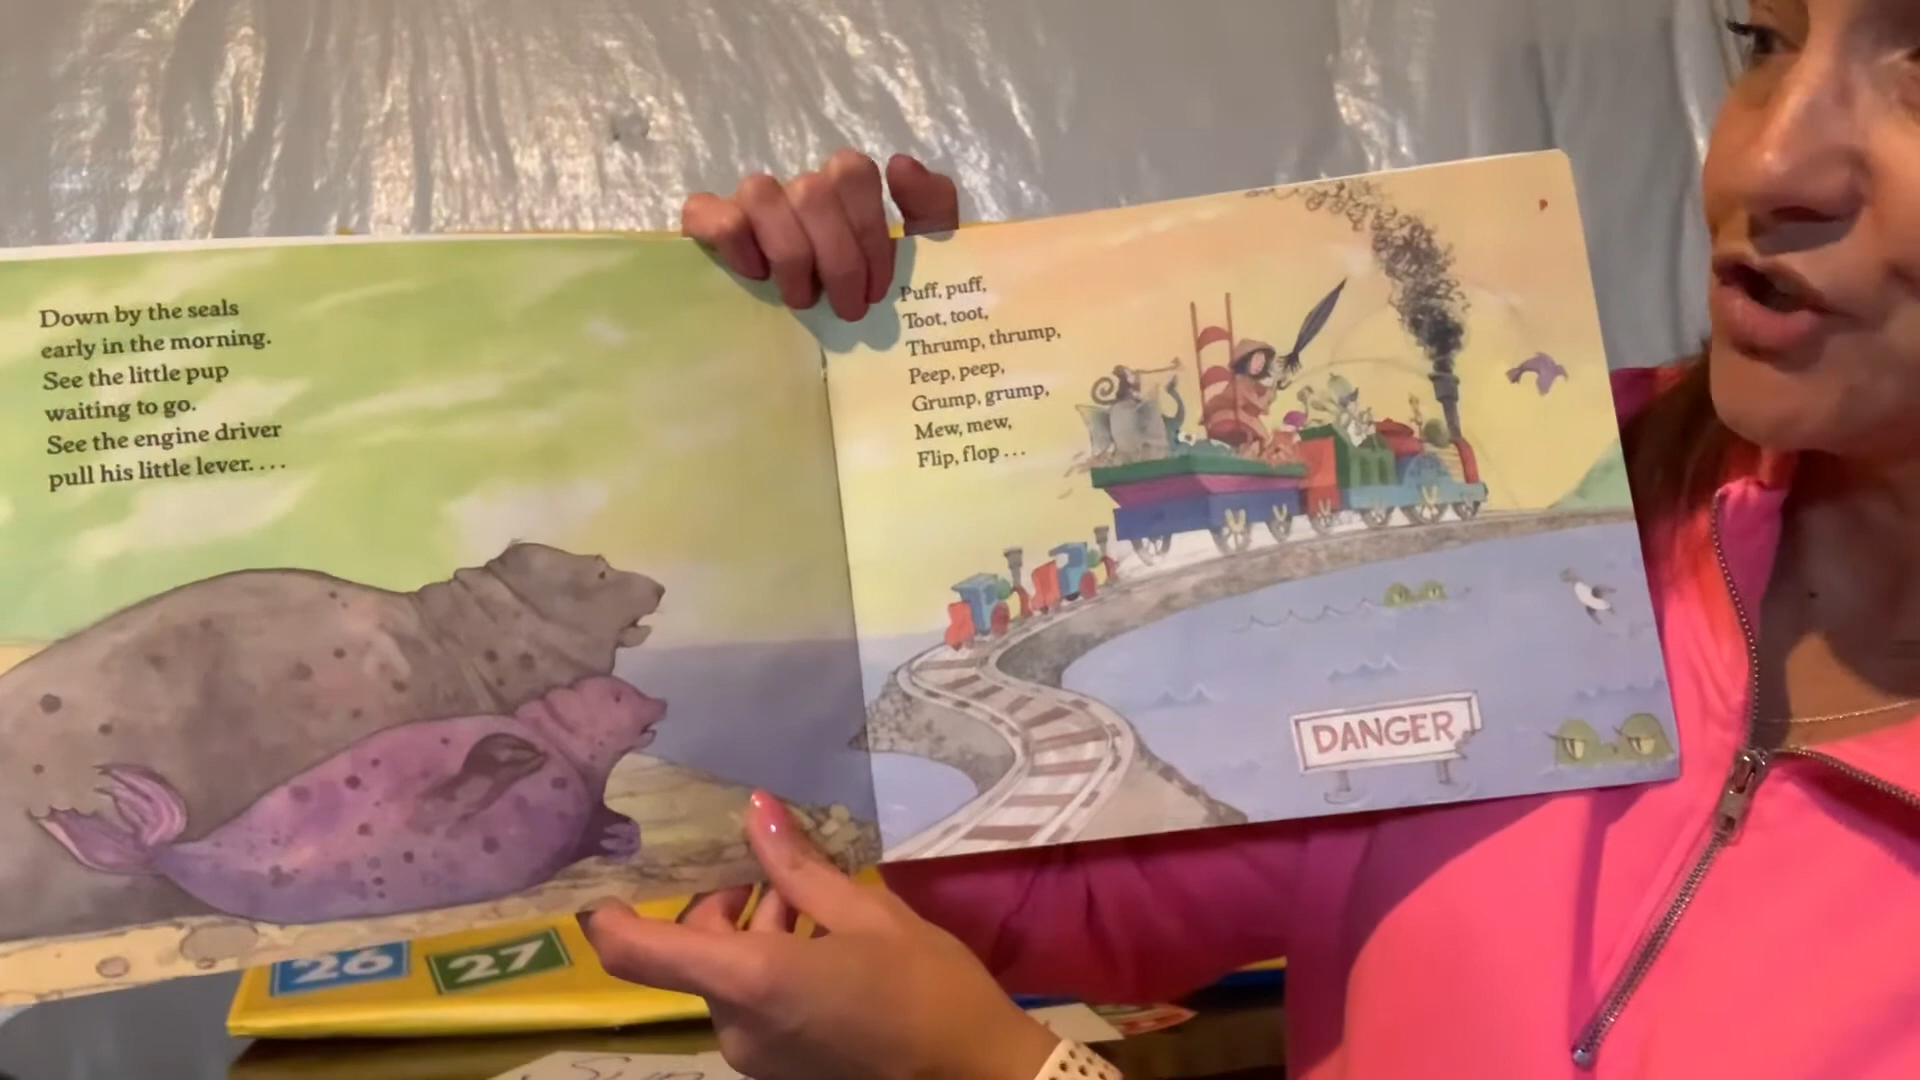 Down by the seals
early in the morning.
See the little pup
waiting to go.
See the engine driver
pull his little lever. . . .
Puff, puff,
Toot, toot,
Thrump, thrump,
Peep, peep,
Grump, grump,
Mew, mew,
Flip, flop . . .
DANGER
26 27